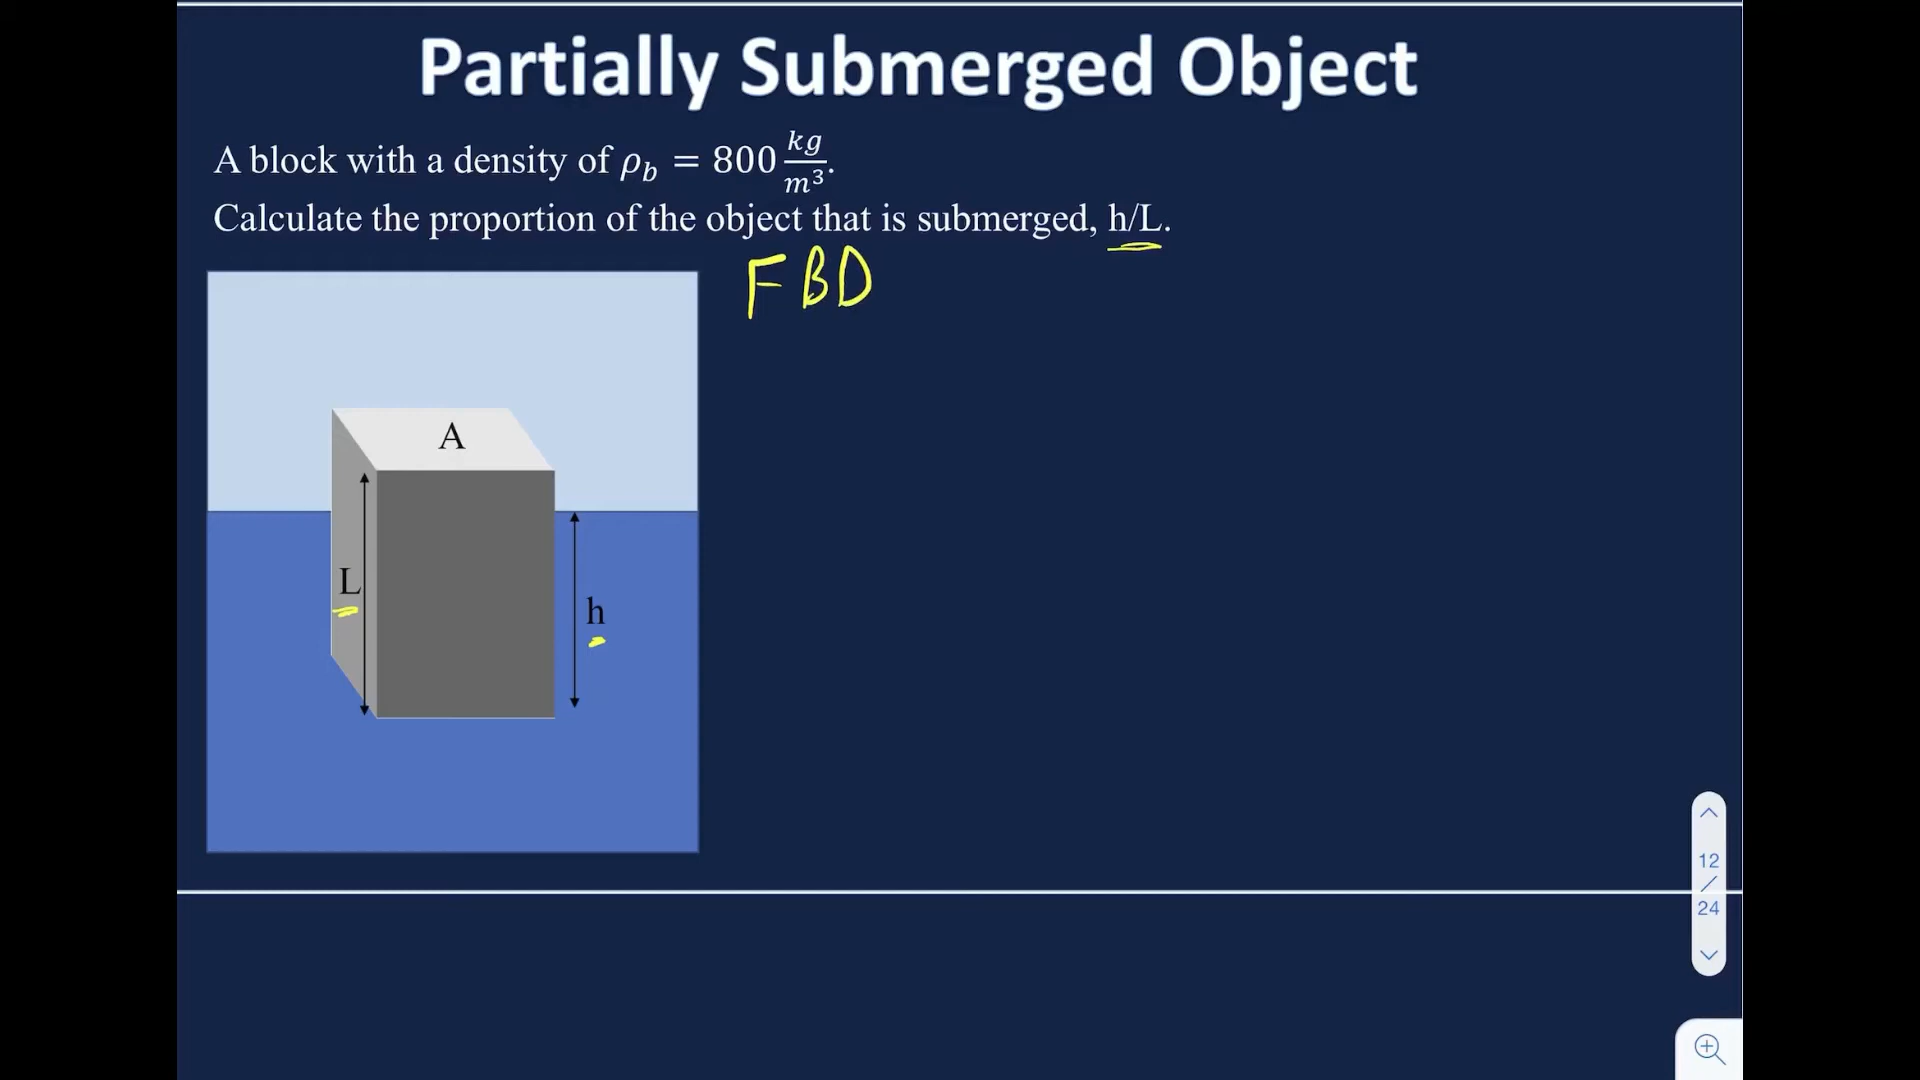 Partially Submerged Object
A block with a density of ρ_b = 800 kg/m³.
Calculate the proportion of the object that is submerged, h/L.
FBD
A
L
h
12
/
24